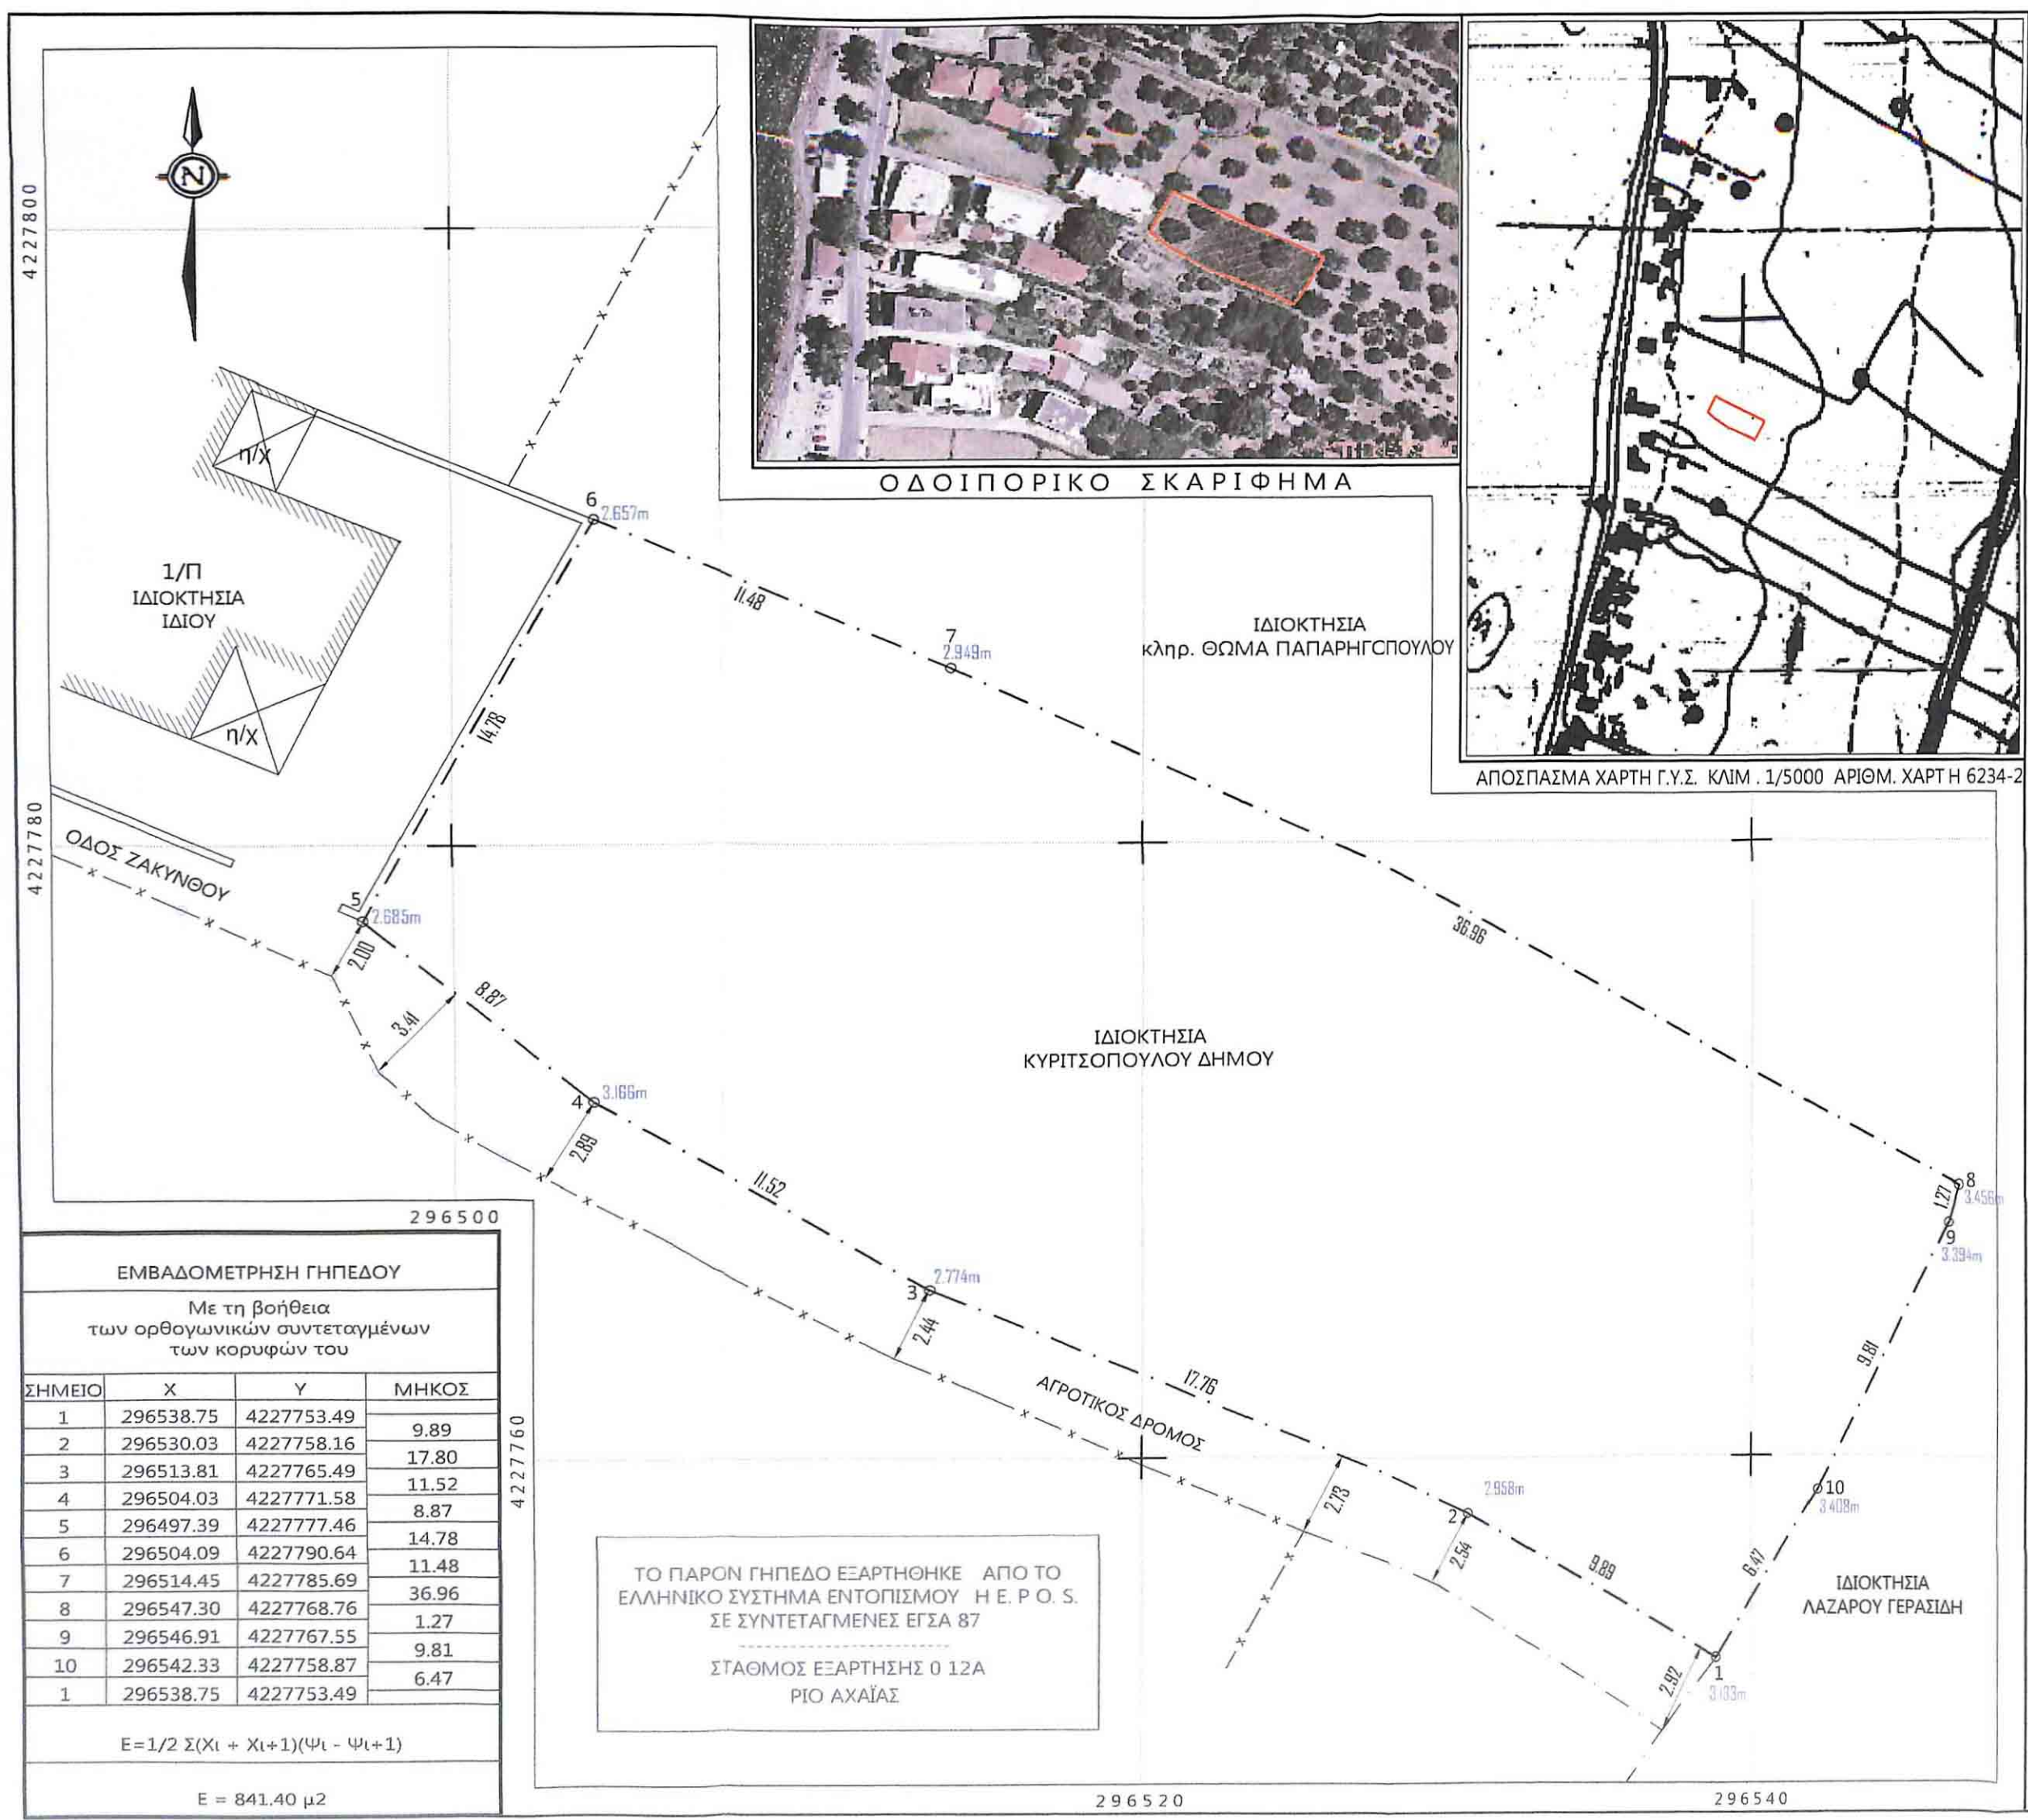 N
4227800
4227780
4227760
296500
296520
296540
ΟΔΟΙΠΟΡΙΚΟ ΣΚΑΡΙΦΗΜΑ
ΑΠΟΣΠΑΣΜΑ ΧΑΡΤΗ Γ.Υ.Σ. ΚΛΙΜ . 1/5000 ΑΡΙΘΜ. ΧΑΡΤ Η 6234-2
η/χ
1/Π
ΙΔΙΟΚΤΗΣΙΑ
ΙΔΙΟΥ
η/χ
ΟΔΟΣ ΖΑΚΥΝΘΟΥ
6
2.657m
11.48
7
2.949m
ΙΔΙΟΚΤΗΣΙΑ
κληρ. ΘΩΜΑ ΠΑΠΑΡΗΓΟΠΟΥΛΟΥ
14.78
36.96
5
2.685m
2.00
8.87
3.41
ΙΔΙΟΚΤΗΣΙΑ
ΚΥΡΙΤΣΟΠΟΥΛΟΥ ΔΗΜΟΥ
4
3.166m
2.89
11.52
8
3.456m
1.27
9
3.394m
3
2.774m
2.44
17.76
9.81
ΑΓΡΟΤΙΚΟΣ ΔΡΟΜΟΣ
2.73
2.958m
2
2.54
9.89
10
3.408m
6.47
ΙΔΙΟΚΤΗΣΙΑ
ΛΑΖΑΡΟΥ ΓΕΡΑΣΙΔΗ
2.92
1
3.133m
ΕΜΒΑΔΟΜΕΤΡΗΣΗ ΓΗΠΕΔΟΥ
Με τη βοήθεια
των ορθογωνικών συντεταγμένων
των κορυφών του
ΣΗΜΕΙΟ X Y ΜΗΚΟΣ
1 296538.75 4227753.49
9.89
2 296530.03 4227758.16
17.80
3 296513.81 4227765.49
11.52
4 296504.03 4227771.58
8.87
5 296497.39 4227777.46
14.78
6 296504.09 4227790.64
11.48
7 296514.45 4227785.69
36.96
8 296547.30 4227768.76
1.27
9 296546.91 4227767.55
9.81
10 296542.33 4227758.87
6.47
1 296538.75 4227753.49
E=1/2 Σ(Χι + Χι+1)(Ψι - Ψι+1)
E = 841.40 μ2
ΤΟ ΠΑΡΟΝ ΓΗΠΕΔΟ ΕΞΑΡΤΗΘΗΚΕ ΑΠΟ ΤΟ
ΕΛΛΗΝΙΚΟ ΣΥΣΤΗΜΑ ΕΝΤΟΠΙΣΜΟΥ H E. P O. S.
ΣΕ ΣΥΝΤΕΤΑΓΜΕΝΕΣ ΕΓΣΑ 87
ΣΤΑΘΜΟΣ ΕΞΑΡΤΗΣΗΣ 0 12Α
ΡΙΟ ΑΧΑΪΑΣ